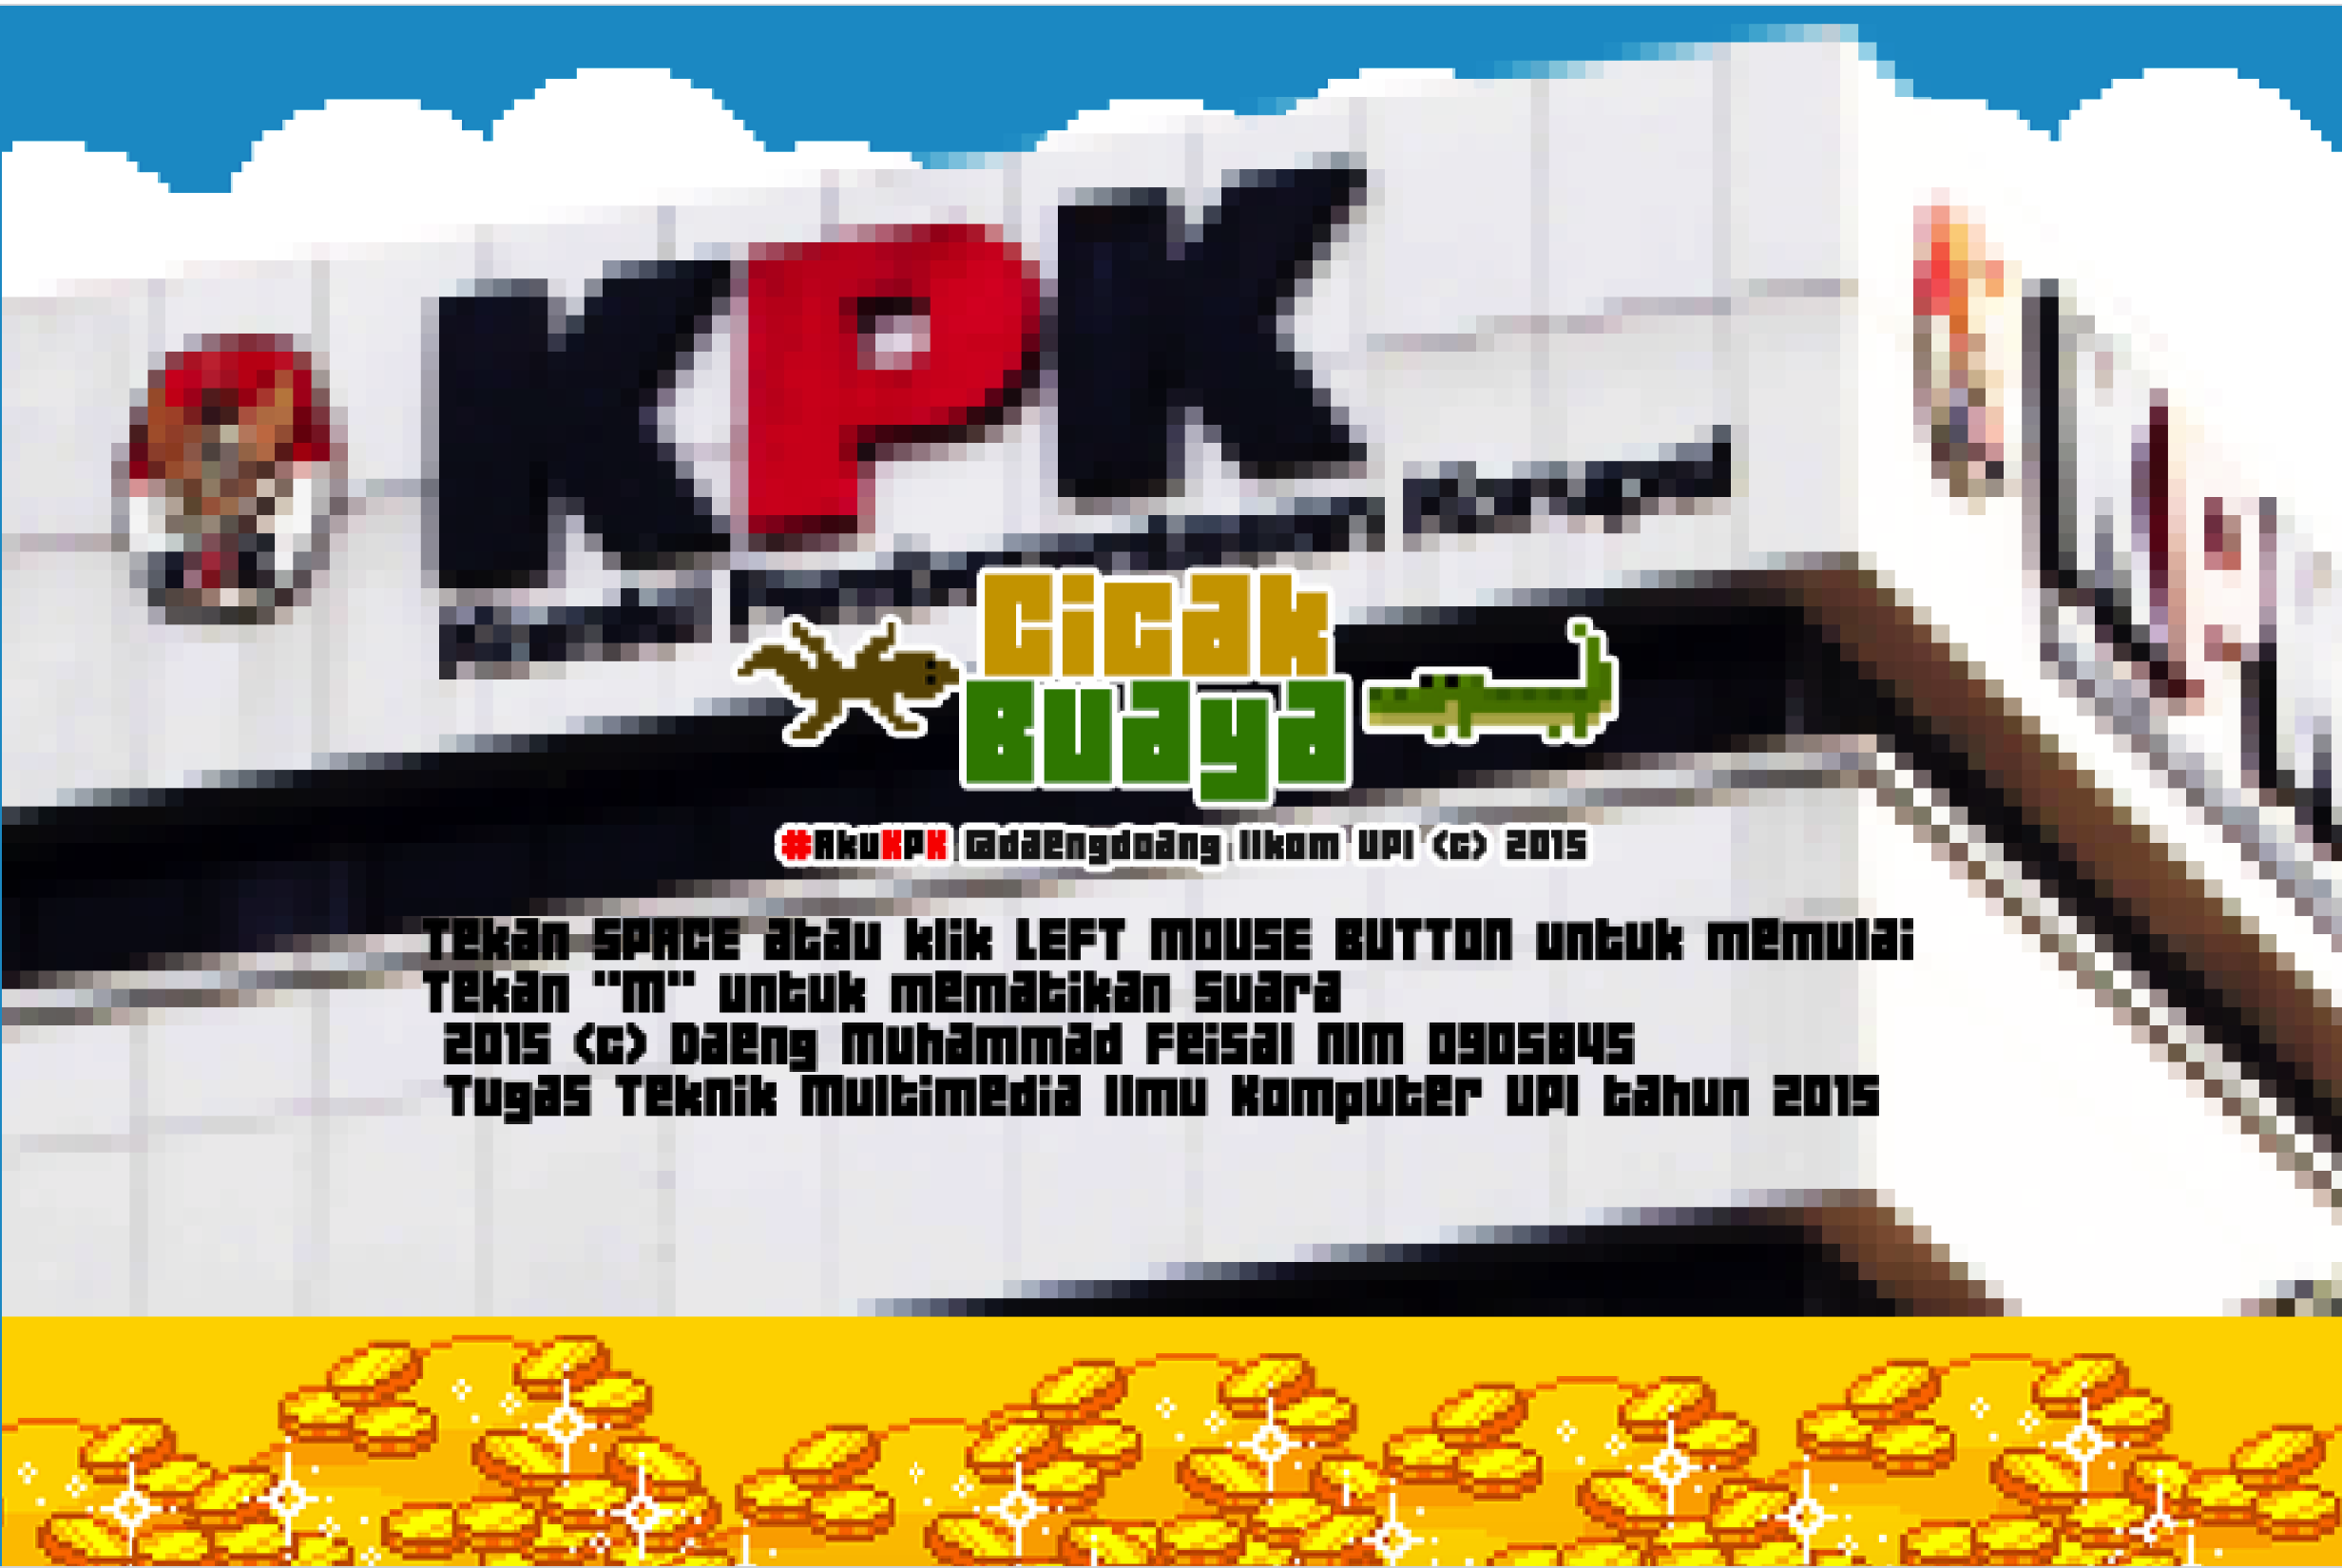 KPK
Cicak
Buaya
#AkuKPK @daengdoang Ilkom UPI (c) 2015
Tekan SPACE atau klik LEFT MOUSE BUTTON untuk memulai
Tekan "M" untuk mematikan suara
2015 (c) Daeng Muhammad Feisal NIM 0905845
Tugas Teknik Multimedia Ilmu Komputer UPI tahun 2015